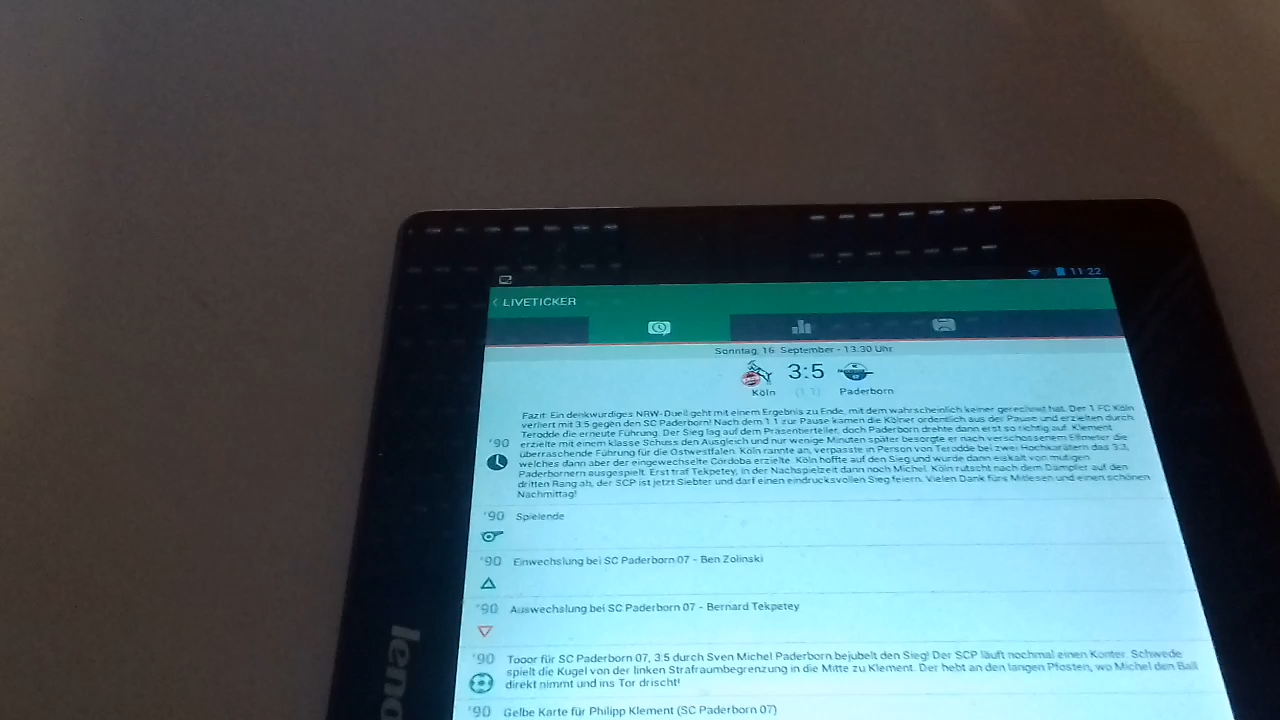 11:22
LIVETICKER
Sonntag, 16. September - 13:30 Uhr
3:5
Köln (1:1) Paderborn
Fazit: Ein denkwürdiges NRW-Duell geht mit einem Ergebnis zu Ende, mit dem wahrscheinlich keiner gerechnet hat. Der 1. FC Köln
verliert mit 3:5 gegen den SC Paderborn! Nach dem 1:1 zur Pause kamen die Kölner ordentlich aus der Pause und erzielten durch
Terodde die erneute Führung. Der Sieg lag auf dem Präsentierteller, doch Paderborn drehte dann erst so richtig auf. Klement
'90 erzielte mit einem klasse Schuss den Ausgleich und nur wenige Minuten später besorgte er nach verschossenem Elfmeter die
überraschende Führung für die Ostwestfalen. Köln rannte an, verpasste in Person von Terodde bei zwei Hochkarätern das 3:3,
welches dann aber der eingewechselte Cordoba erzielte. Köln hoffte auf den Sieg und wurde dann eiskalt von mutigen
Paderbornern ausgespielt. Erst traf Tekpetey, in der Nachspielzeit dann noch Michel. Köln rutscht nach dem Dämpfer auf den
dritten Rang ab, der SCP ist jetzt Siebter und darf einen eindrucksvollen Sieg feiern. Vielen Dank fürs Mitlesen und einen schönen
Nachmittag!
'90 Spielende
'90 Einwechslung bei SC Paderborn 07 - Ben Zolinski
'90 Auswechslung bei SC Paderborn 07 - Bernard Tekpetey
'90 Tooor für SC Paderborn 07, 3:5 durch Sven Michel Paderborn bejubelt den Sieg! Der SCP läuft nochmal einen Konter. Schwede
spielt die Kugel von der linken Strafraumbegrenzung in die Mitte zu Klement. Der hebt an den langen Pfosten, wo Michel den Ball
direkt nimmt und ins Tor drischt!
'90 Gelbe Karte für Philipp Klement (SC Paderborn 07)
leno